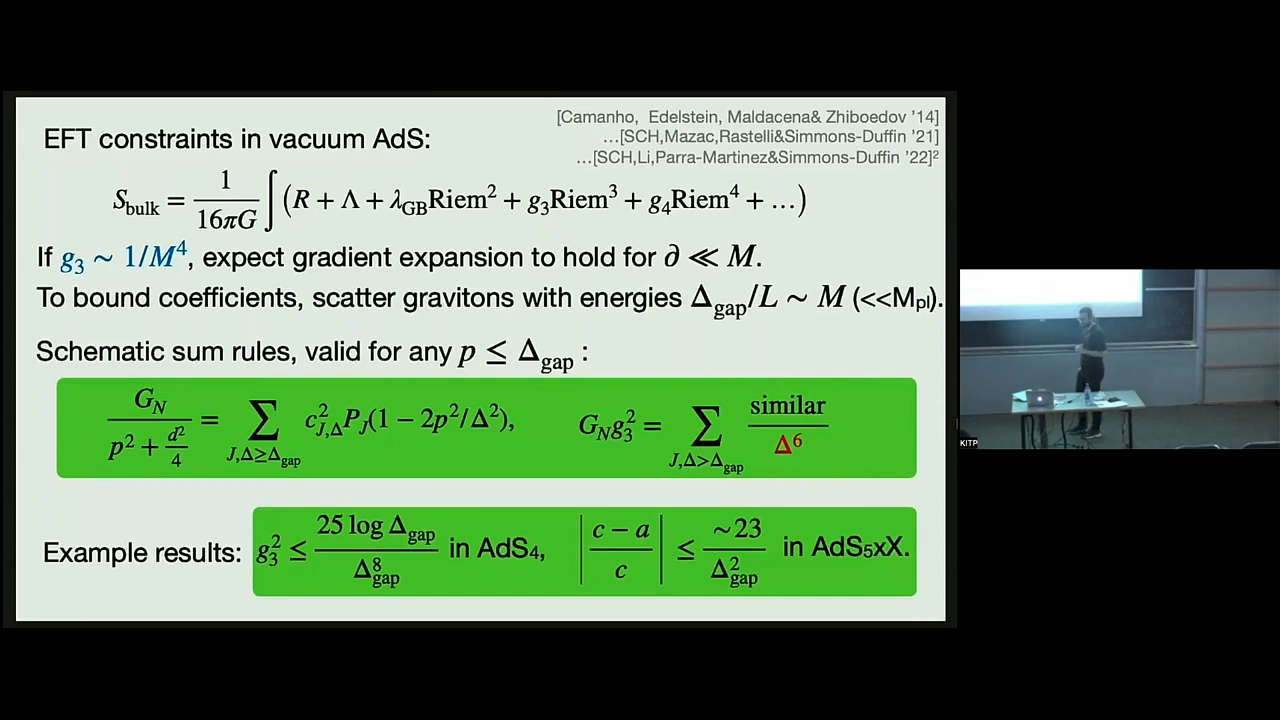 [Camanho, Edelstein, Maldacena& Zhiboedov '14]
EFT constraints in vacuum AdS:
…[SCH,Mazac,Rastelli&Simmons-Duffin '21]
…[SCH,Li,Parra-Martinez&Simmons-Duffin '22]²
S_bulk = 1/(16πG) ∫ (R + Λ + λ_GB Riem² + g₃Riem³ + g₄Riem⁴ + …)
If g₃ ~ 1/M⁴, expect gradient expansion to hold for ∂ ≪ M.
To bound coefficients, scatter gravitons with energies Δ_gap/L ~ M (<<M_pl).
Schematic sum rules, valid for any p ≤ Δ_gap :
G_N/(p² + d²/4) = ∑_{J,Δ≥Δ_gap} c²_{J,Δ} P_J(1 − 2p²/Δ²), G_N g₃² = ∑_{J,Δ>Δ_gap} similar/Δ⁶
Example results: g₃² ≤ 25 log Δ_gap/Δ⁸_gap in AdS₄, |(c − a)/c| ≤ ~23/Δ²_gap in AdS₅xX.
KITP